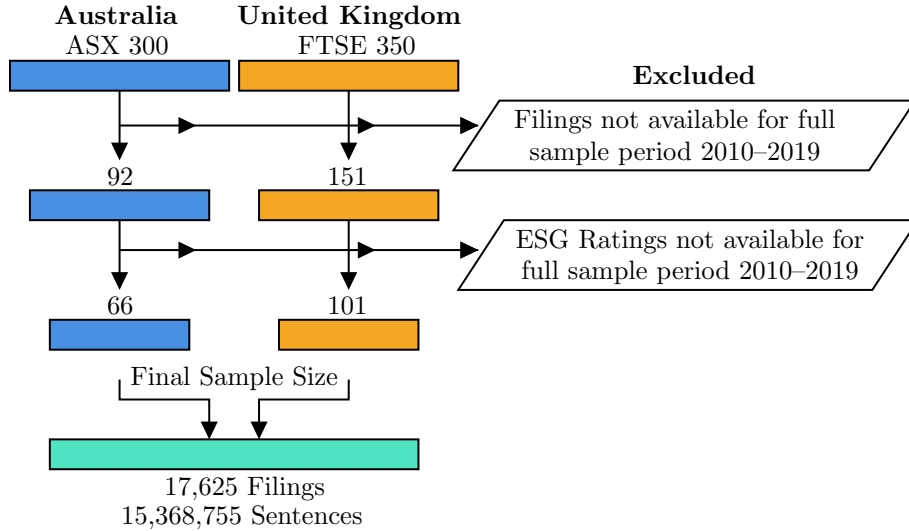 Australia
ASX 300
United Kingdom
FTSE 350
Excluded
Filings not available for full
sample period 2010–2019
92
151
ESG Ratings not available for
full sample period 2010–2019
66
101
Final Sample Size
17,625 Filings
15,368,755 Sentences